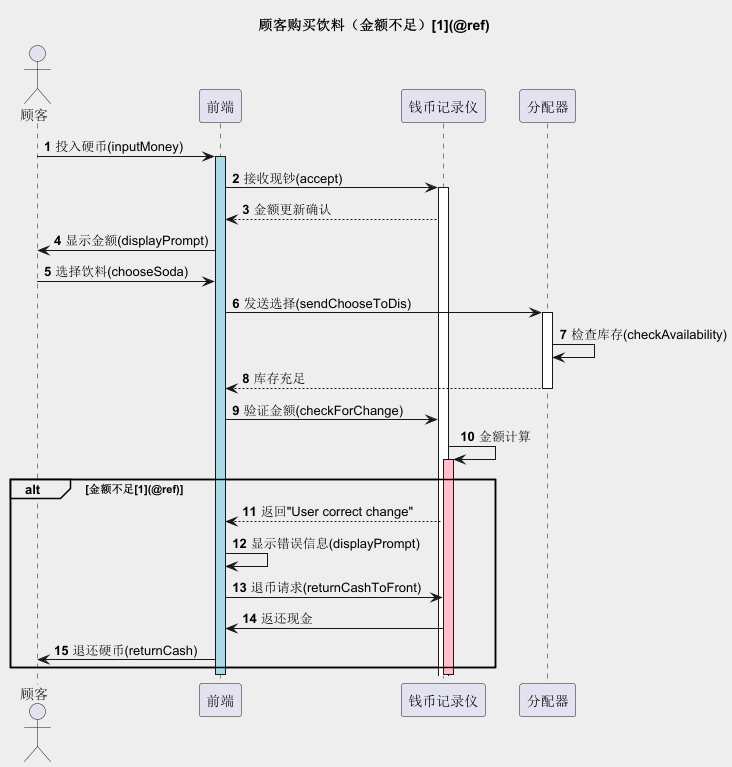 顾客购买饮料（金额不足）[1](@ref)
顾客
前端
钱币记录仪
分配器
1 投入硬币(inputMoney)
2 接收现钞(accept)
3 金额更新确认
4 显示金额(displayPrompt)
5 选择饮料(chooseSoda)
6 发送选择(sendChooseToDis)
7 检查库存(checkAvailability)
8 库存充足
9 验证金额(checkForChange)
10 金额计算
alt [金额不足[1](@ref)]
11 返回"User correct change"
12 显示错误信息(displayPrompt)
13 退币请求(returnCashToFront)
14 返还现金
15 退还硬币(returnCash)
顾客
前端
钱币记录仪
分配器